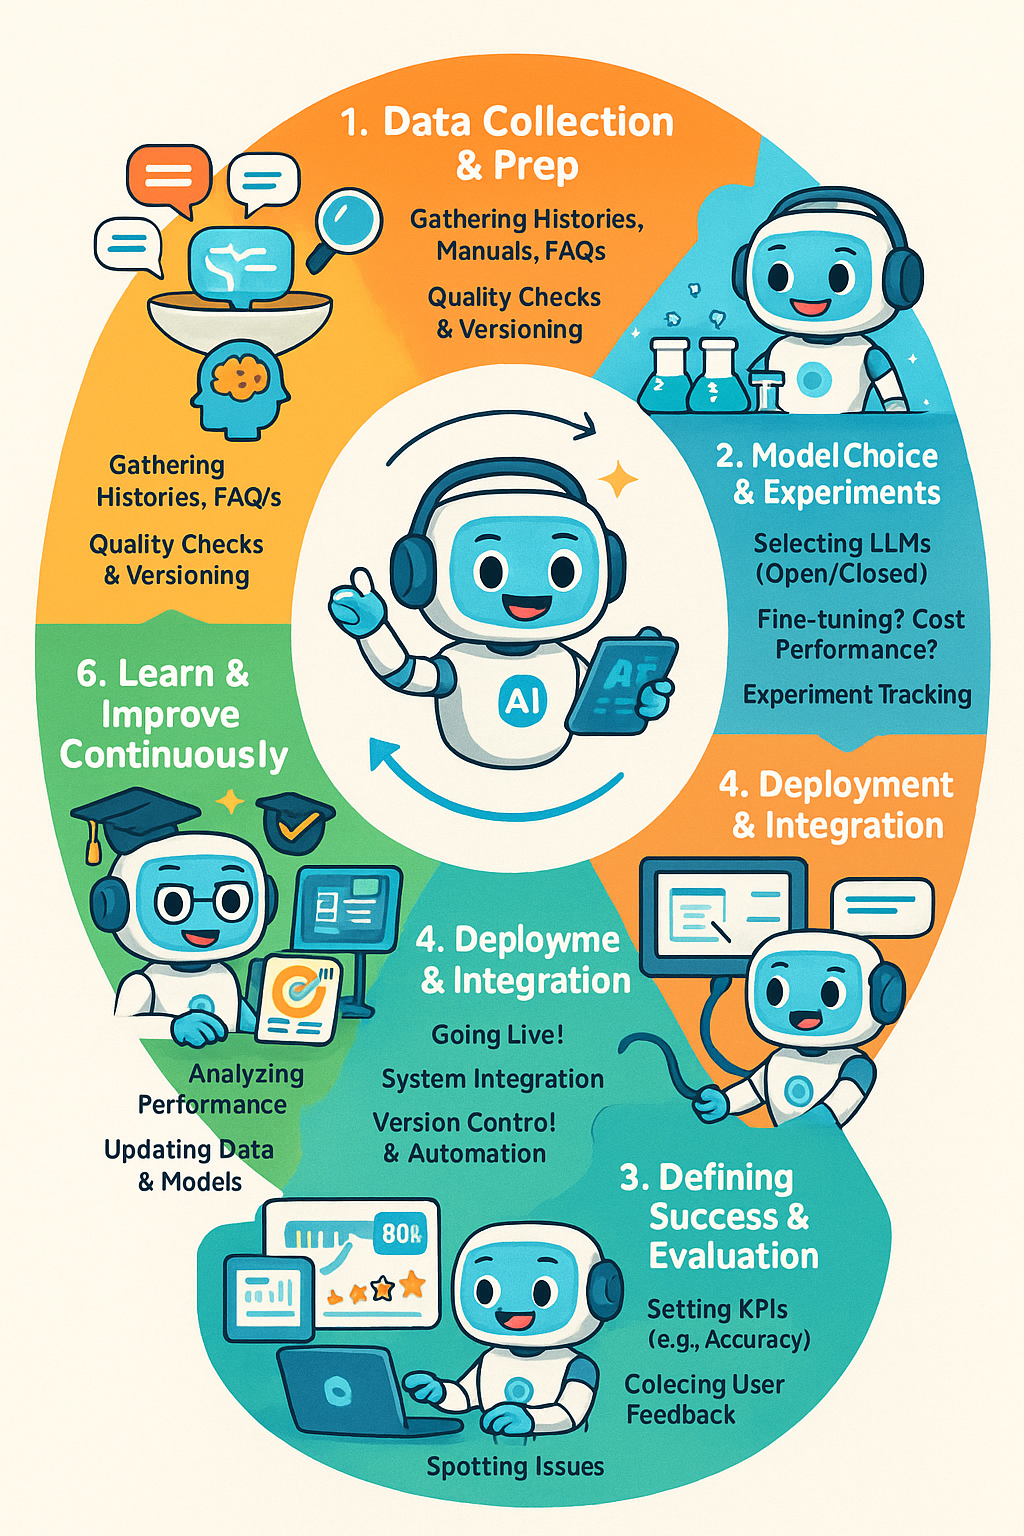 1. Data Collection
& Prep
Gathering Histories,
Manuals, FAQs
Quality Checks
& Versioning
Gathering
Histories, FAQ/s
Quality Checks
& Versioning
2. Model Choice
& Experiments
Selecting LLMs
(Open/Closed)
Fine-tuning? Cost
Performance?
Experiment Tracking
AI
6. Learn &
Improve
Continuously
4. Deployment
& Integration
4. Deploywme
& Integration
Going Live!
System Integration
Version Contro!
& Automation
Analyzing
Performance
Updating Data
& Models
3. Defining
Success &
Evaluation
Setting KPIs
(e.g., Accuracy)
Colecing User
Feedback
Spotting Issues